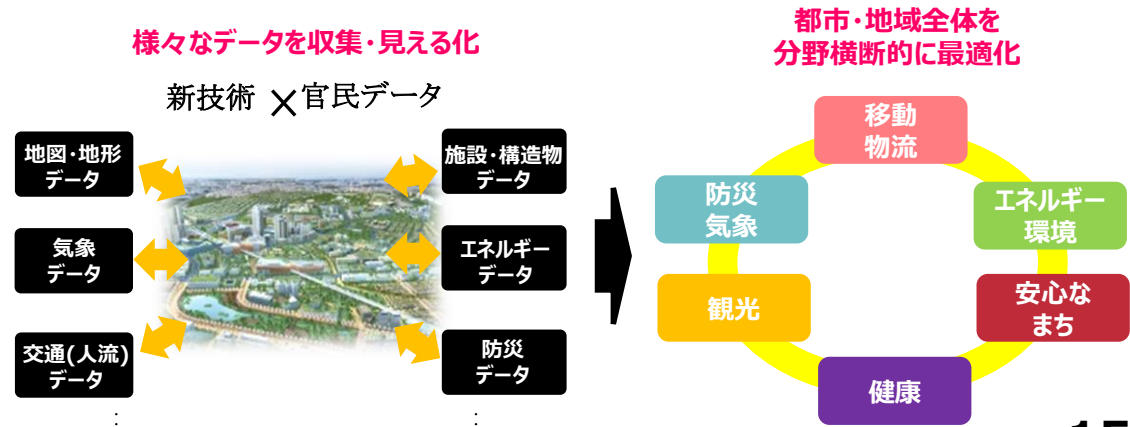 様々なデータを収集・見える化
新技術 ×官民データ
地図・地形
データ
気象
データ
交通(人流)
データ
：
施設・構造物
データ
エネルギー
データ
防災
データ
：
都市・地域全体を
分野横断的に最適化
移動
物流
エネルギー
環境
安心な
まち
健康
観光
防災
気象